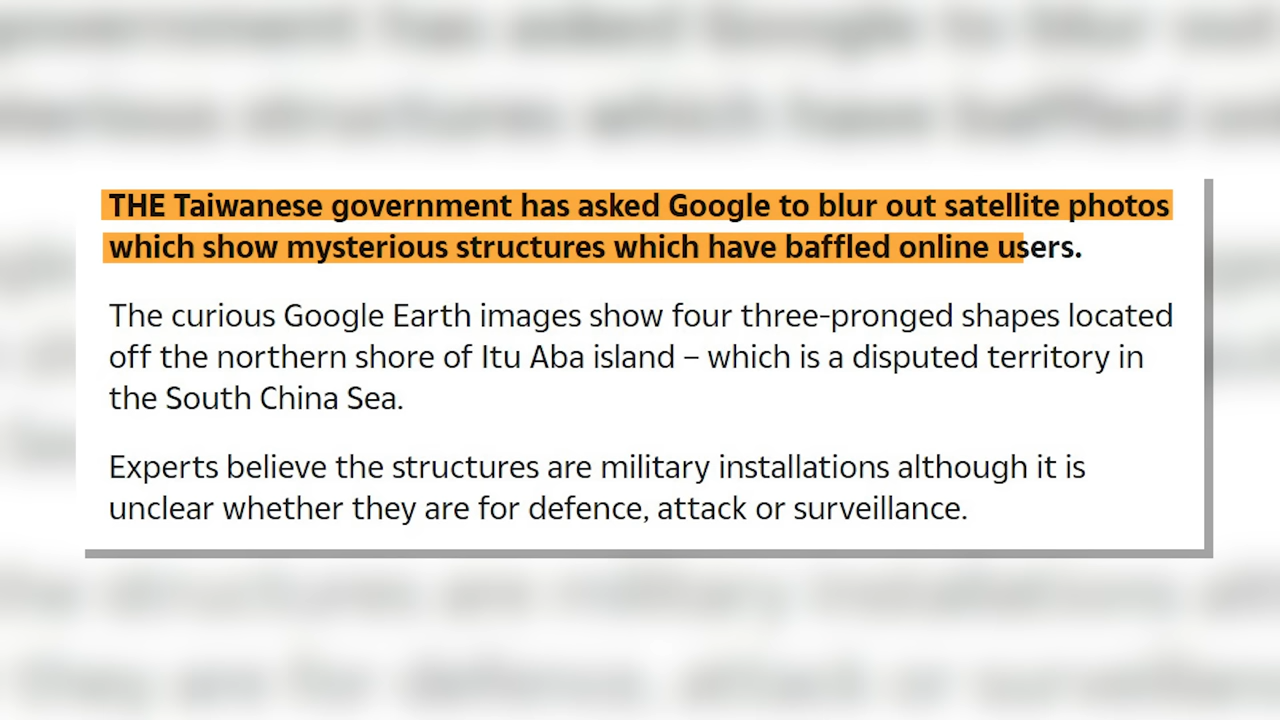 THE Taiwanese government has asked Google to blur out satellite photos
which show mysterious structures which have baffled online users.
The curious Google Earth images show four three-pronged shapes located
off the northern shore of Itu Aba island – which is a disputed territory in
the South China Sea.
Experts believe the structures are military installations although it is
unclear whether they are for defence, attack or surveillance.